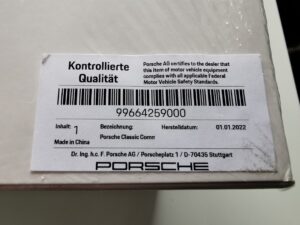 Kontrollierte
Qualität
Porsche AG certifies to the dealer that
this item of motor vehicle equipment
complies with all applicable Federal
Motor Vehicle Safety Standards.
99664259000
Inhalt: 1
Bezeichnung:
Herstelldatum:
01.01.2022
Porsche Classic Comm
Made in China
Dr. Ing. h.c. F. Porsche AG / Porscheplatz 1 / D-70435 Stuttgart
PORSCHE